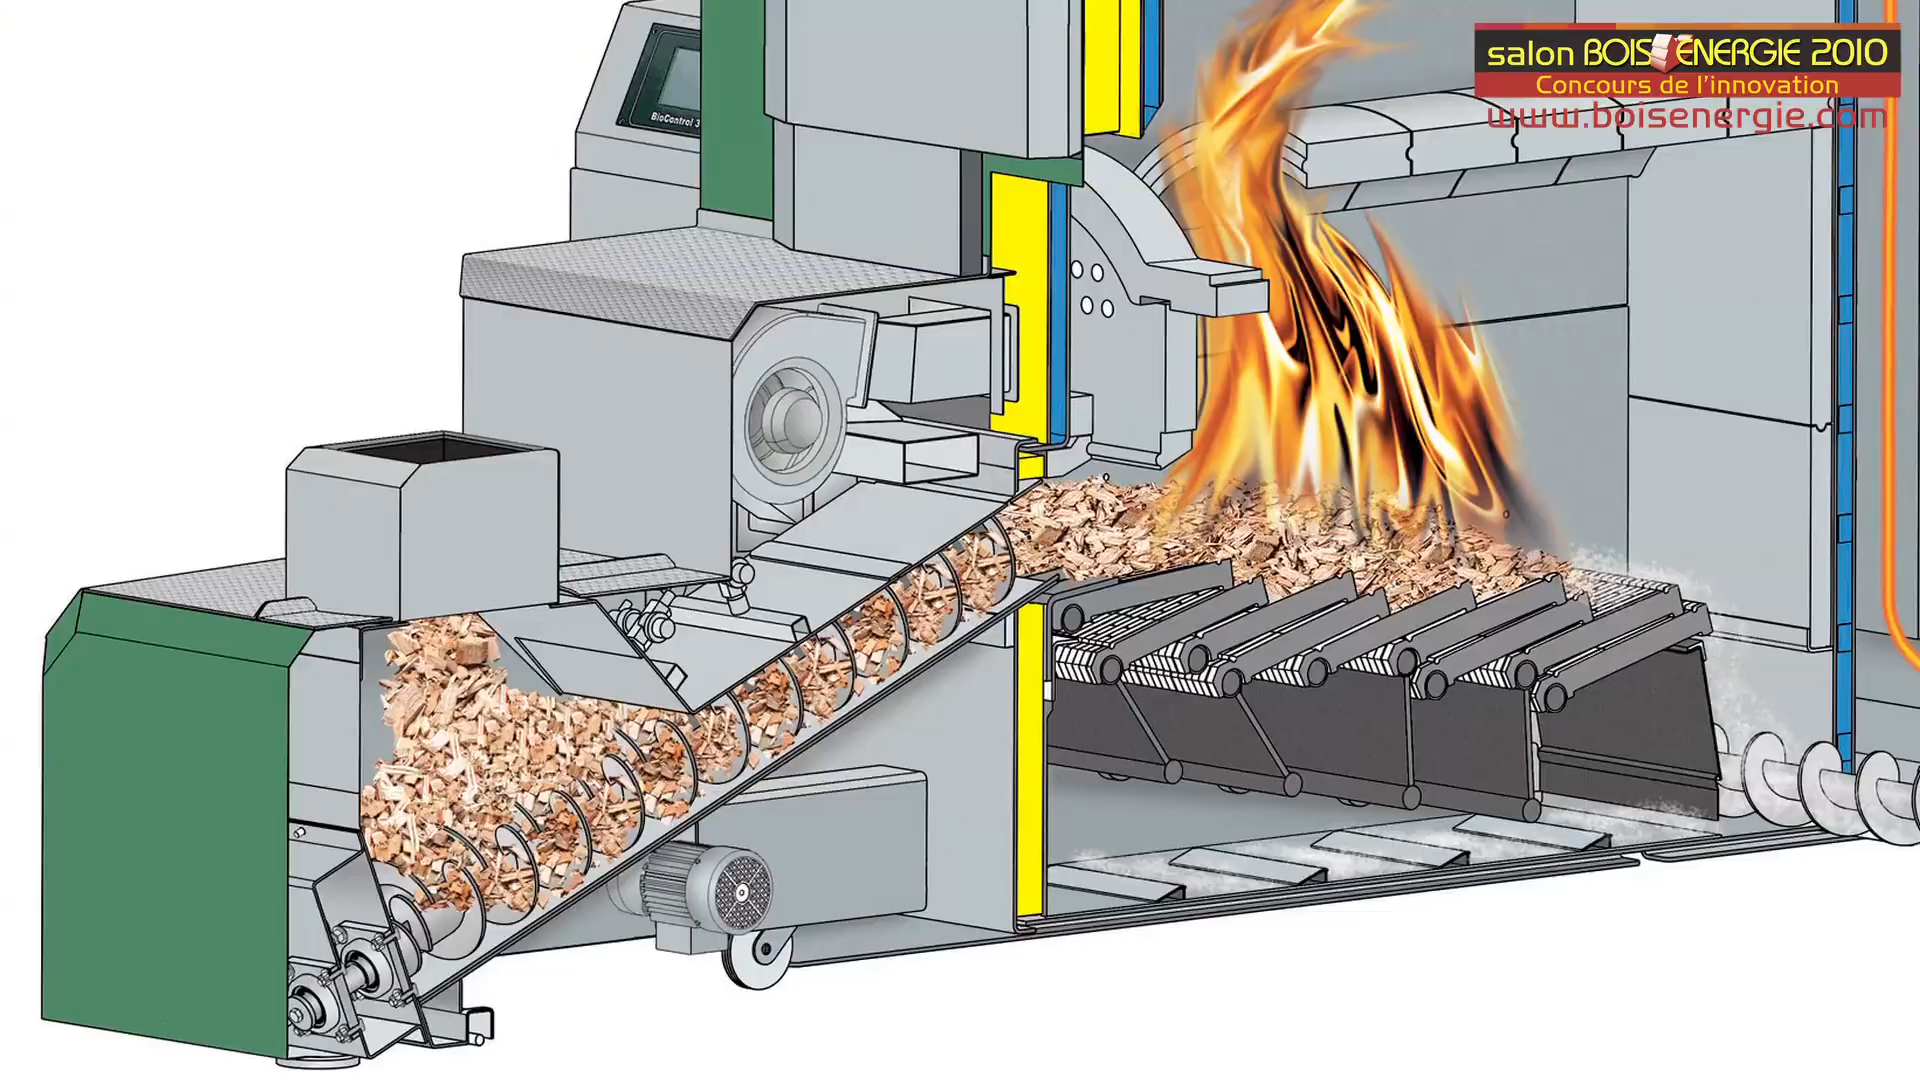 BioControl 3
salon BOIS ENERGIE 2010
Concours de l'innovation
www.boisenergie.com